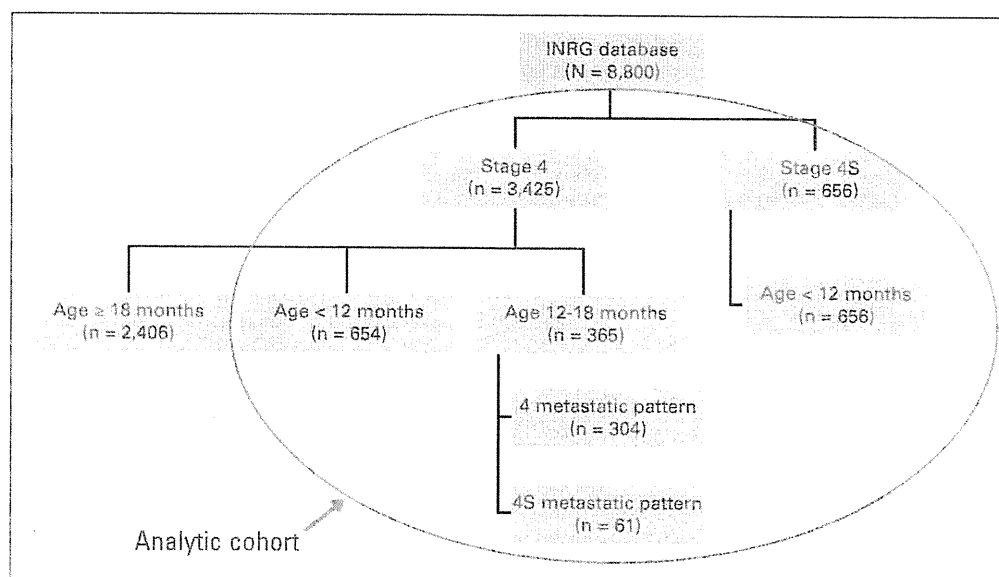 INRG database
(N = 8,800)
Stage 4
(n = 3,425)
Stage 4S
(n = 656)
Age ≥ 18 months
(n = 2,406)
Age < 12 months
(n = 654)
Age 12-18 months
(n = 365)
Age < 12 months
(n = 656)
4 metastatic pattern
(n = 304)
4S metastatic pattern
(n = 61)
Analytic cohort